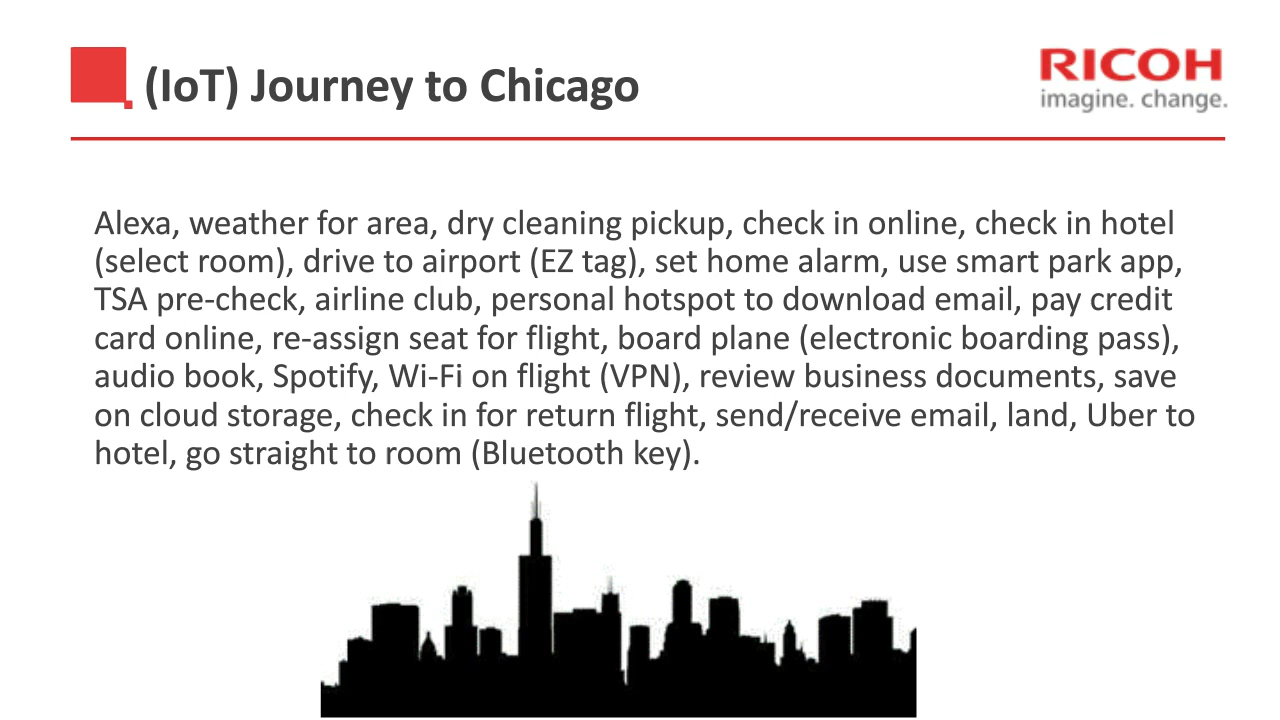 (IoT) Journey to Chicago
RICOH
imagine. change.
Alexa, weather for area, dry cleaning pickup, check in online, check in hotel
(select room), drive to airport (EZ tag), set home alarm, use smart park app,
TSA pre-check, airline club, personal hotspot to download email, pay credit
card online, re-assign seat for flight, board plane (electronic boarding pass),
audio book, Spotify, Wi-Fi on flight (VPN), review business documents, save
on cloud storage, check in for return flight, send/receive email, land, Uber to
hotel, go straight to room (Bluetooth key).